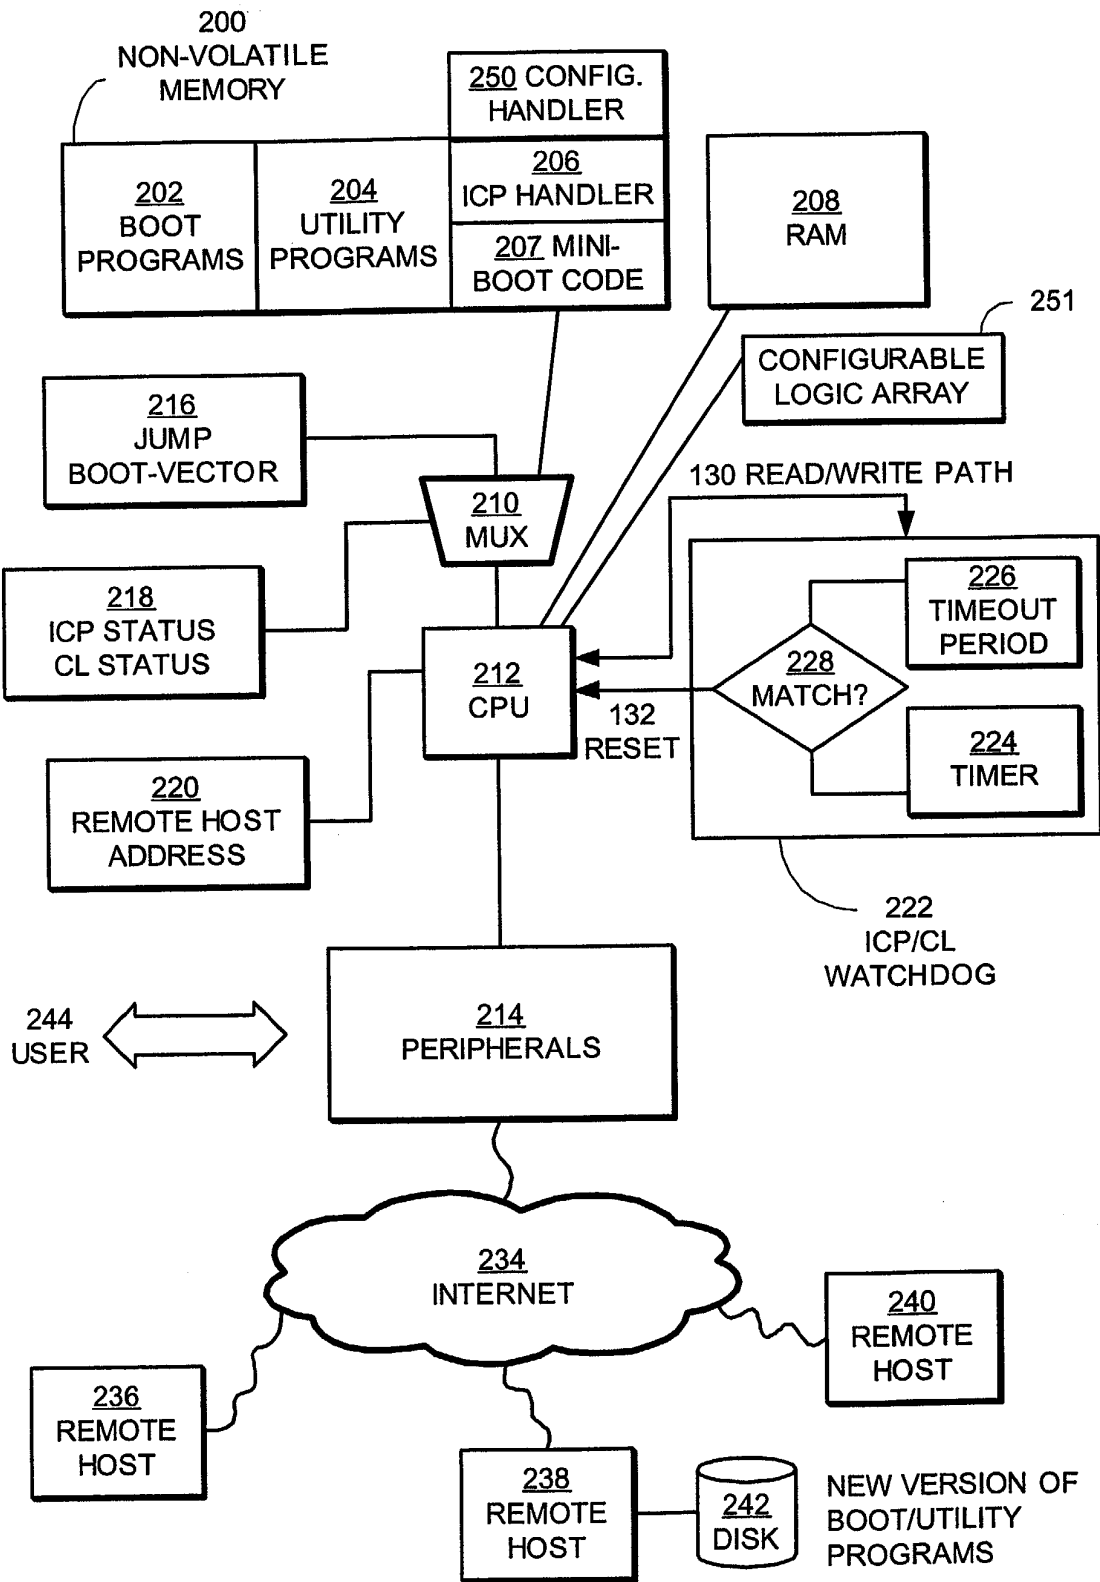 200
NON-VOLATILE
MEMORY
250 CONFIG.
HANDLER
202
BOOT
PROGRAMS
204
UTILITY
PROGRAMS
206
ICP HANDLER
207 MINI-
BOOT CODE
208
RAM
251
CONFIGURABLE
LOGIC ARRAY
216
JUMP
BOOT-VECTOR
210
MUX
130 READ/WRITE PATH
218
ICP STATUS
CL STATUS
226
TIMEOUT
PERIOD
228
MATCH?
212
CPU
132
RESET
224
TIMER
220
REMOTE HOST
ADDRESS
222
ICP/CL
WATCHDOG
244
USER
214
PERIPHERALS
234
INTERNET
240
REMOTE
HOST
236
REMOTE
HOST
238
REMOTE
HOST
242
DISK
NEW VERSION OF
BOOT/UTILITY
PROGRAMS